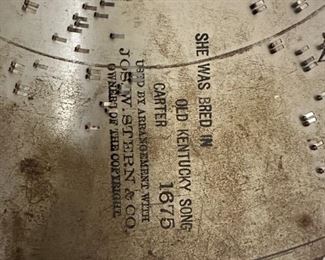 SHE WAS BRED IN
OLD KENTUCKY SONG
CARTER 1675
USED BY ARRANGEMENT WITH
JOS. W. STERN & CO.
OWNERS OF THE COPYRIGHT.